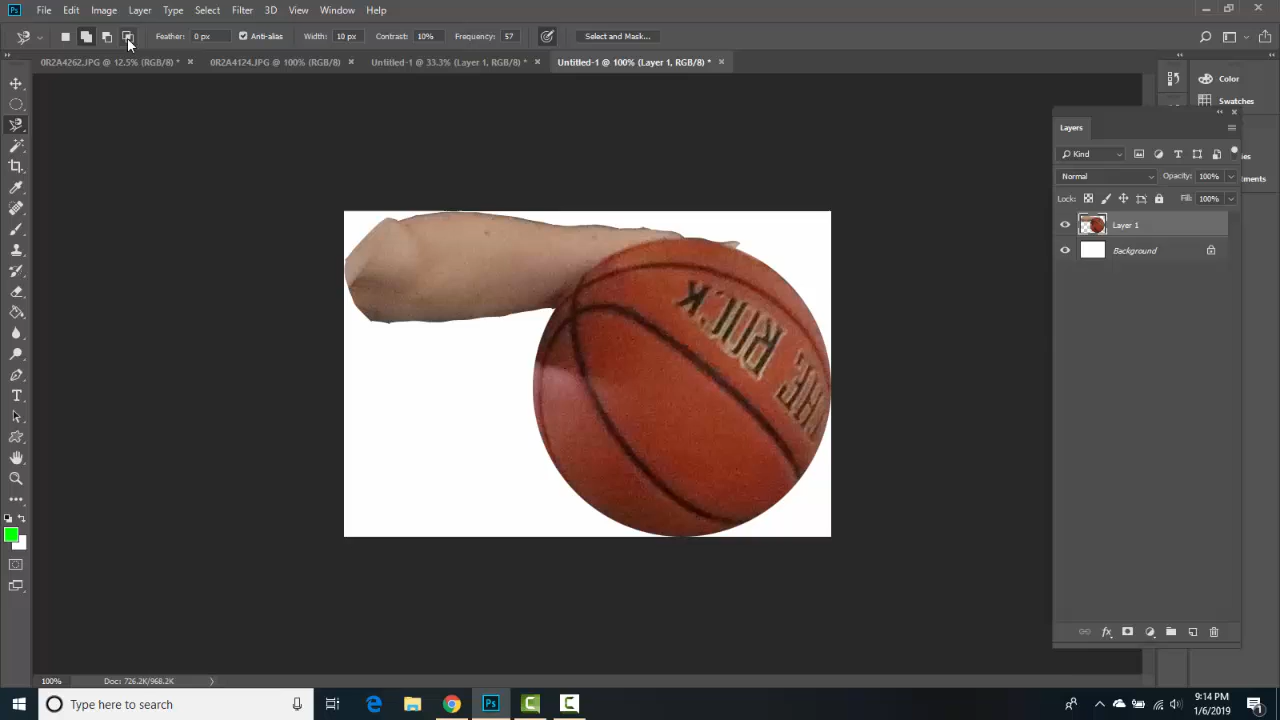 Ps File Edit Image Layer Type Select Filter 3D View Window Help
Feather: 0 px Anti-alias Width: 10 px Contrast: 10% Frequency: 57 Select and Mask...
0R2A4262.JPG @ 12.5% (RGB/8) * × 0R2A4124.JPG @ 100% (RGB/8) × Untitled-1 @ 33.3% (Layer 1, RGB/8) * × Untitled-1 @ 100% (Layer 1, RGB/8) * ×
Color
Swatches
Layers
Kind
Normal Opacity: 100%
Lock: Fill: 100%
Layer 1
Background
THE ROCK
100% Doc: 726.2K/968.2K
Type here to search
Ps
9:14 PM
1/6/2019